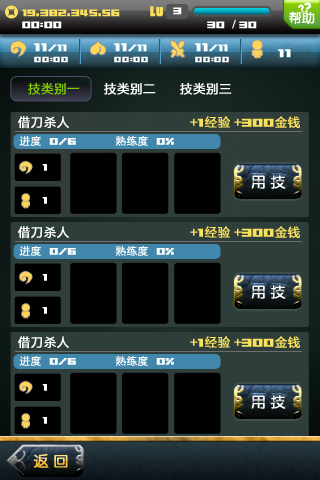 19.382.345.56 LV 3 ??
00:00 30 / 30 帮助
11/11 11/11 11/11 11
00:00 00:00 00:00
技类别一 技类别二 技类别三
借刀杀人 +1经验 +300金钱
进度 0/6 熟练度 0%
1
用技
1
借刀杀人 +1经验 +300金钱
进度 0/6 熟练度 0%
1
用技
1
借刀杀人 +1经验 +300金钱
进度 0/6 熟练度 0%
1
用技
1
返回